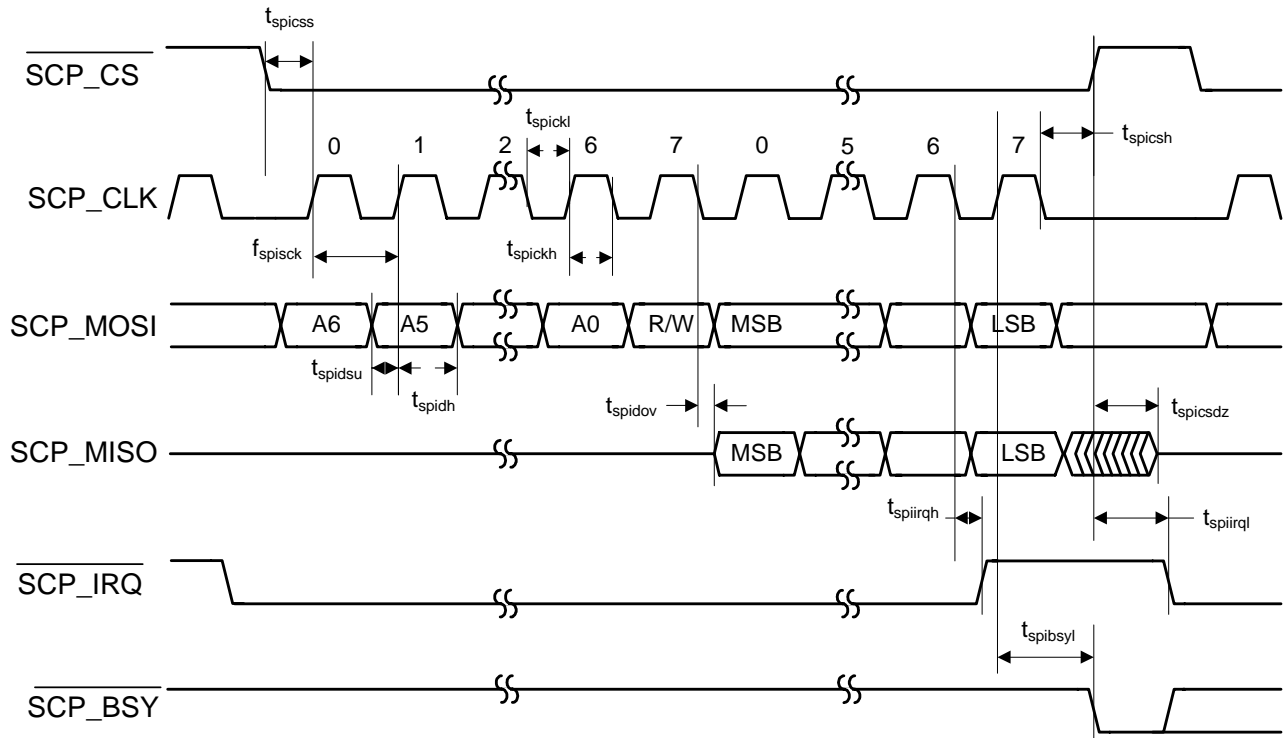 t_spicss
SCP_CS
t_spickl
t_spicsh
0 1 2 6 7 0 5 6 7
SCP_CLK
f_spisck
t_spickh
SCP_MOSI
A6 A5 A0 R/W MSB LSB
t_spidsu
t_spidh
t_spidov
t_spicsdz
SCP_MISO
MSB LSB
t_spiirqh
t_spiirql
SCP_IRQ
t_spibsyl
SCP_BSY